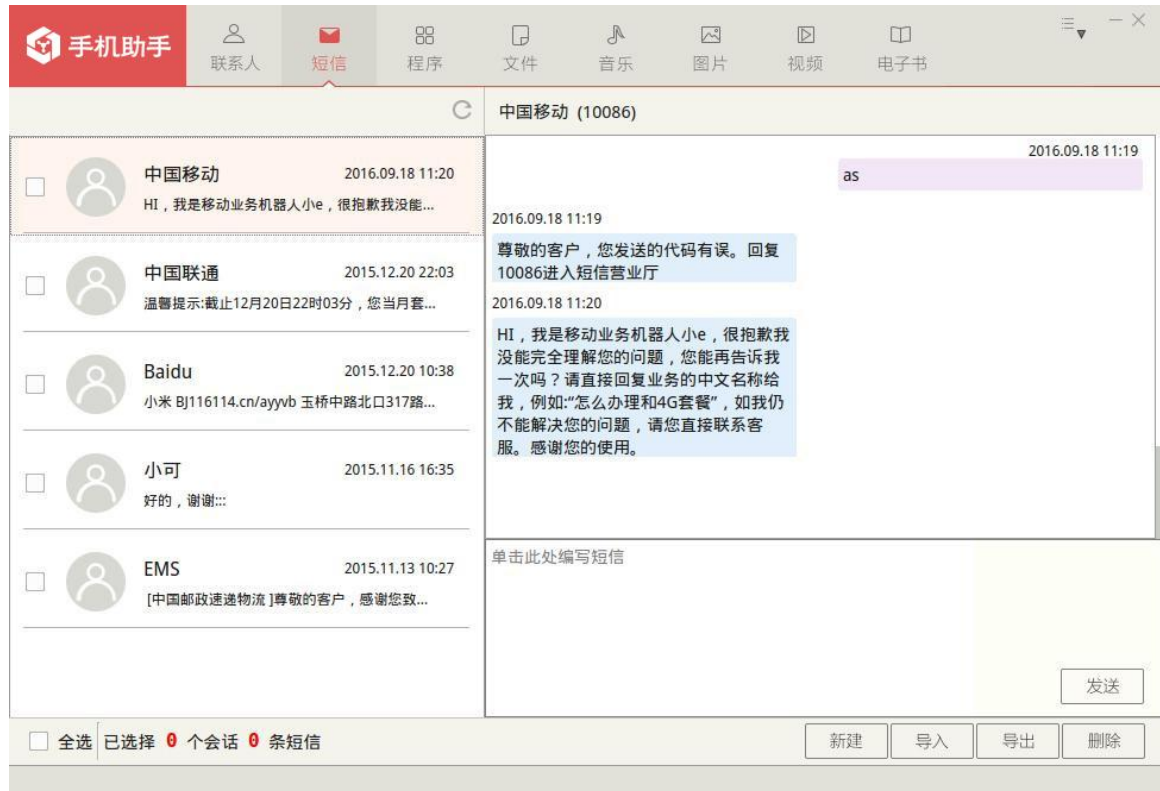 手机助手
联系人
短信
程序
文件
音乐
图片
视频
电子书
中国移动 (10086)
中国移动 2016.09.18 11:20
HI，我是移动业务机器人小e，很抱歉我没能...
中国联通 2015.12.20 22:03
温馨提示:截止12月20日22时03分，您当月套...
Baidu 2015.12.20 10:38
小米 BJ116114.cn/ayyvb 玉桥中路北口317路...
小可 2015.11.16 16:35
好的，谢谢:::
EMS 2015.11.13 10:27
[中国邮政速递物流 ]尊敬的客户，感谢您致...
2016.09.18 11:19
as
2016.09.18 11:19
尊敬的客户，您发送的代码有误。回复
10086进入短信营业厅
2016.09.18 11:20
HI，我是移动业务机器人小e，很抱歉我
没能完全理解您的问题，您能再告诉我
一次吗？请直接回复业务的中文名称给
我，例如:“怎么办理和4G套餐”，如我仍
不能解决您的问题，请您直接联系客
服。感谢您的使用。
单击此处编写短信
发送
全选 已选择 0 个会话 0 条短信
新建
导入
导出
删除